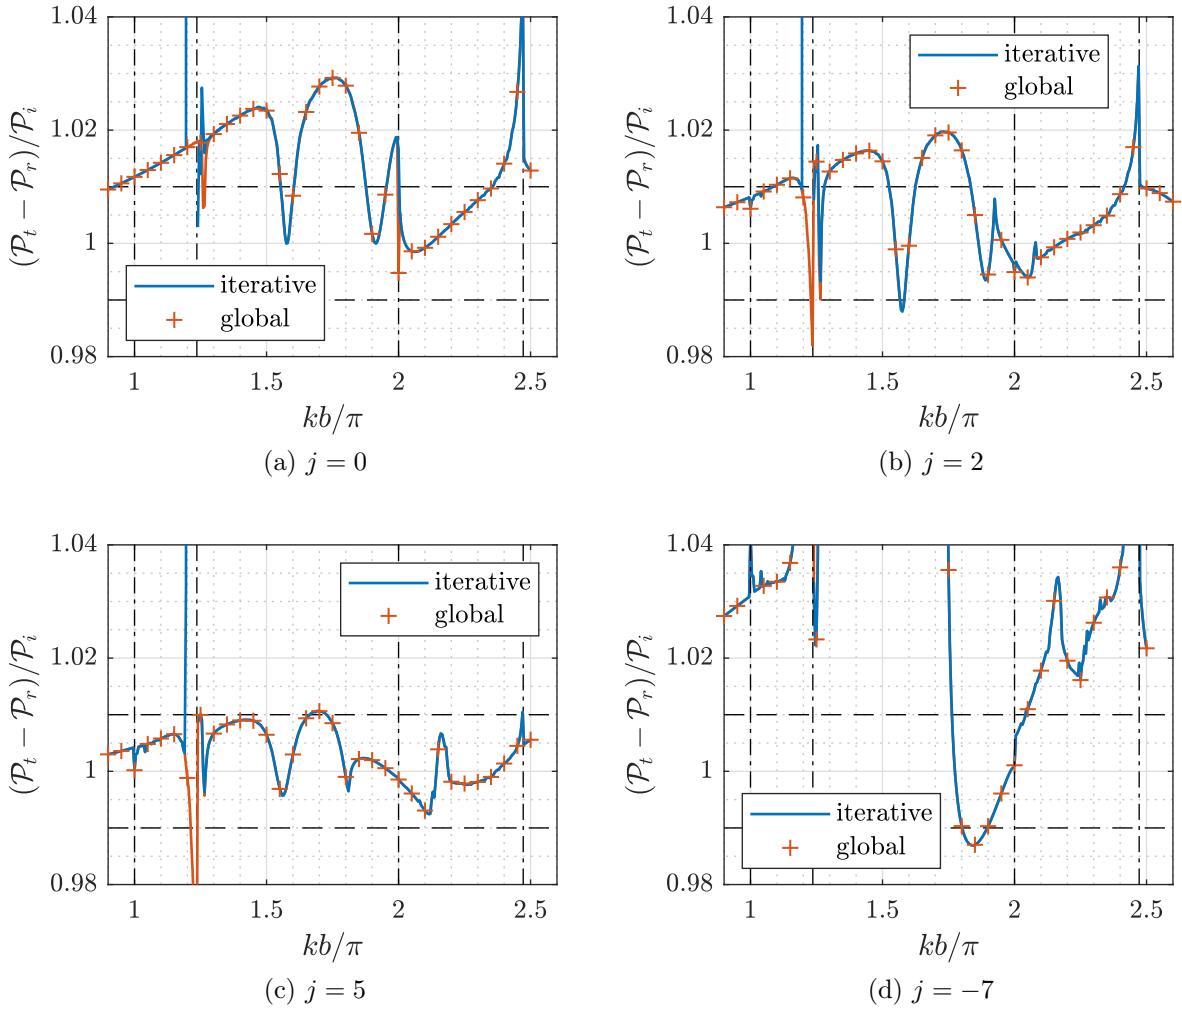 1.04
1.02
1
0.98
(𝒫t − 𝒫r)/𝒫i
iterative
global
1
1.5
2
2.5
kb/π
(a) j = 0
1.04
1.02
1
0.98
(𝒫t − 𝒫r)/𝒫i
iterative
global
1
1.5
2
2.5
kb/π
(b) j = 2
1.04
1.02
1
0.98
(𝒫t − 𝒫r)/𝒫i
iterative
global
1
1.5
2
2.5
kb/π
(c) j = 5
1.04
1.02
1
0.98
(𝒫t − 𝒫r)/𝒫i
iterative
global
1
1.5
2
2.5
kb/π
(d) j = −7